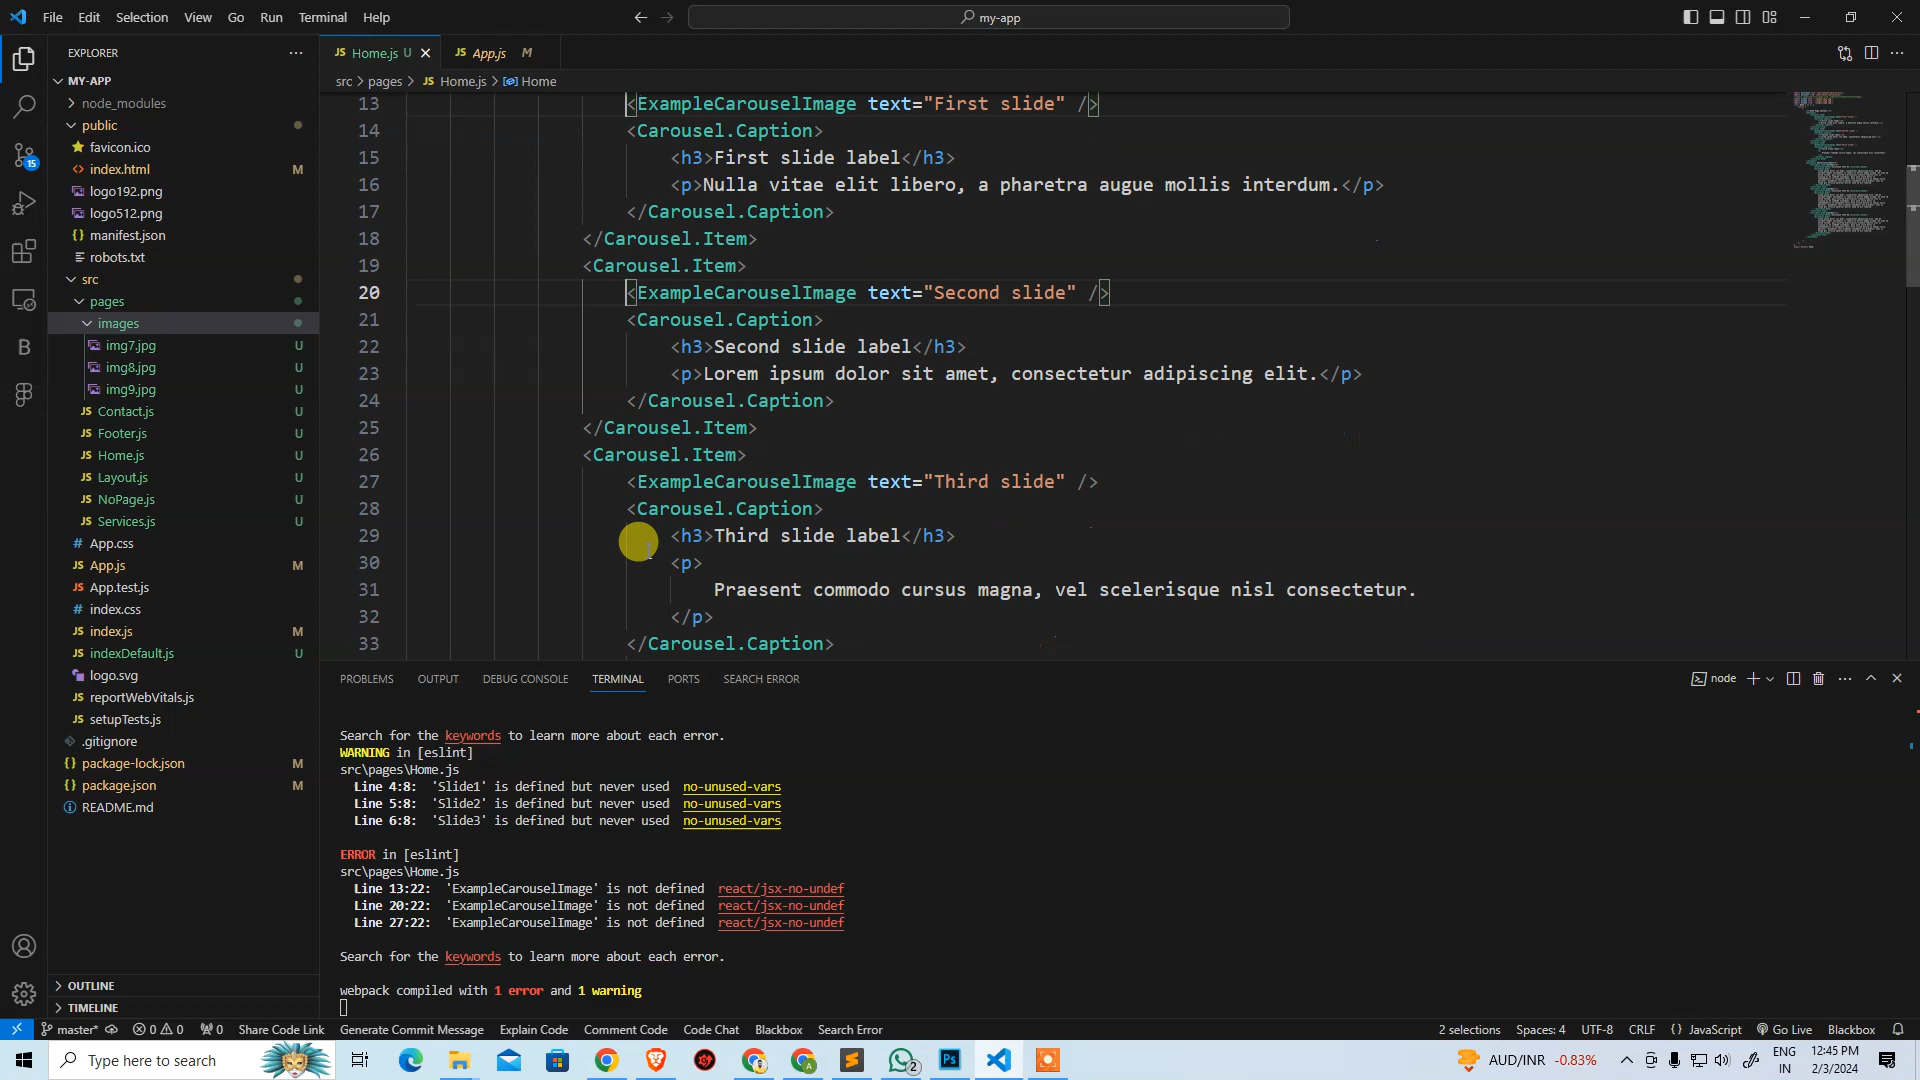 File Edit Selection View Go Run Terminal Help
my-app
EXPLORER
MY-APP
node_modules
public
favicon.ico
index.html M
logo192.png
logo512.png
manifest.json
robots.txt
src
pages
images
img7.jpg U
img8.jpg U
img9.jpg U
Contact.js U
Footer.js U
Home.js U
Layout.js U
NoPage.js U
Services.js U
App.css
App.js M
App.test.js
index.css
index.js M
indexDefault.js U
logo.svg
reportWebVitals.js
setupTests.js
.gitignore
package-lock.json M
package.json M
README.md
OUTLINE
TIMELINE
JS Home.js U JS App.js M
src > pages > JS Home.js > Home
13 <ExampleCarouselImage text="First slide" />
14 <Carousel.Caption>
15 <h3>First slide label</h3>
16 <p>Nulla vitae elit libero, a pharetra augue mollis interdum.</p>
17 </Carousel.Caption>
18 </Carousel.Item>
19 <Carousel.Item>
20 <ExampleCarouselImage text="Second slide" />
21 <Carousel.Caption>
22 <h3>Second slide label</h3>
23 <p>Lorem ipsum dolor sit amet, consectetur adipiscing elit.</p>
24 </Carousel.Caption>
25 </Carousel.Item>
26 <Carousel.Item>
27 <ExampleCarouselImage text="Third slide" />
28 <Carousel.Caption>
29 <h3>Third slide label</h3>
30 <p>
31 Praesent commodo cursus magna, vel scelerisque nisl consectetur.
32 </p>
33 </Carousel.Caption>
PROBLEMS OUTPUT DEBUG CONSOLE TERMINAL PORTS SEARCH ERROR node
Search for the keywords to learn more about each error.
WARNING in [eslint]
src\pages\Home.js
Line 4:8: 'Slide1' is defined but never used no-unused-vars
Line 5:8: 'Slide2' is defined but never used no-unused-vars
Line 6:8: 'Slide3' is defined but never used no-unused-vars
ERROR in [eslint]
src\pages\Home.js
Line 13:22: 'ExampleCarouselImage' is not defined react/jsx-no-undef
Line 20:22: 'ExampleCarouselImage' is not defined react/jsx-no-undef
Line 27:22: 'ExampleCarouselImage' is not defined react/jsx-no-undef
Search for the keywords to learn more about each error.
webpack compiled with 1 error and 1 warning
master* 0 0 0 Share Code Link Generate Commit Message Explain Code Comment Code Code Chat Blackbox Search Error 2 selections Spaces: 4 UTF-8 CRLF {} JavaScript Go Live Blackbox
Type here to search AUD/INR -0.83% ENG IN 12:45 PM 2/3/2024